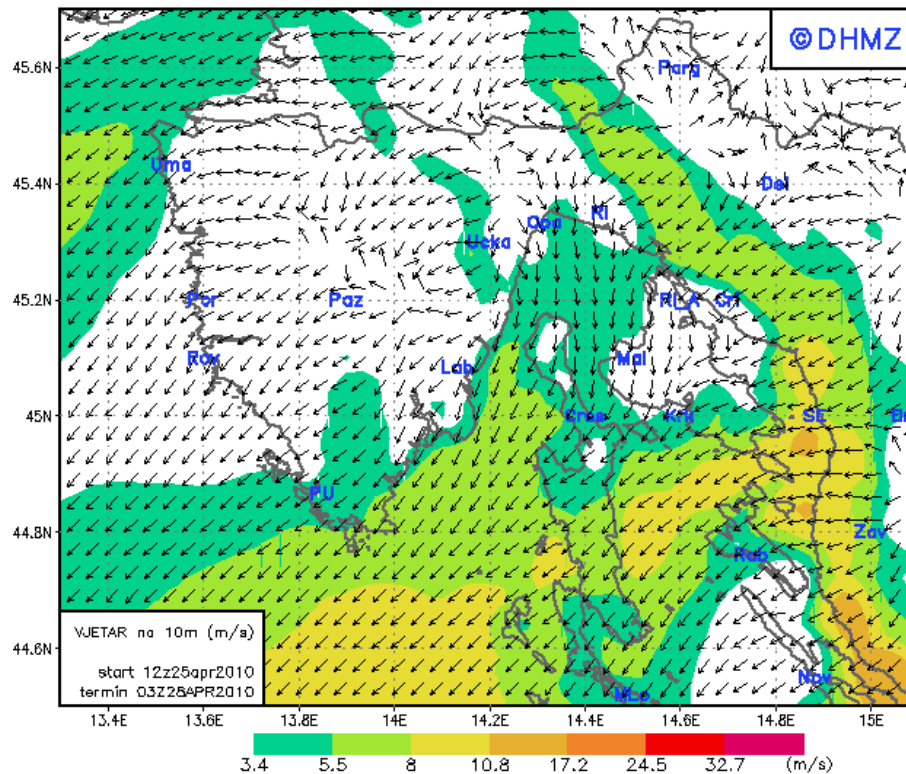 ©DHMZ
45.6N
Parg
Uma
45.4N
Del
Opa
RI
Ucka
45.2N
Por
Paz
RI_A
Cri
Rov
Lab
Mal
45N
Cres
Krk
SE
PU
44.8N
Zav
Rab
VJETAR na 10m (m/s)
44.6N
start 12z25apr2010
termin 03Z28APR2010
Nov
MLo
13.4E 13.6E 13.8E 14E 14.2E 14.4E 14.6E 14.8E 15E
3.4 5.5 8 10.8 17.2 24.5 32.7 (m/s)